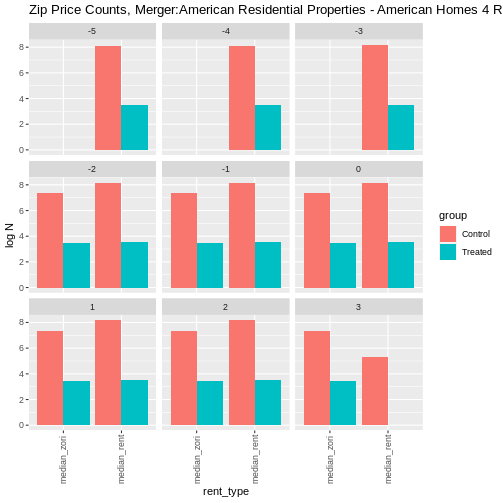 Zip Price Counts, Merger:American Residential Properties - American Homes 4 R
-5 -4 -3
8
6
4
2
0
-2 -1 0
8
6
4
2
0
1 2 3
8
6
4
2
0
log N
median_zori median_rent median_zori median_rent median_zori median_rent
rent_type
group
Control
Treated